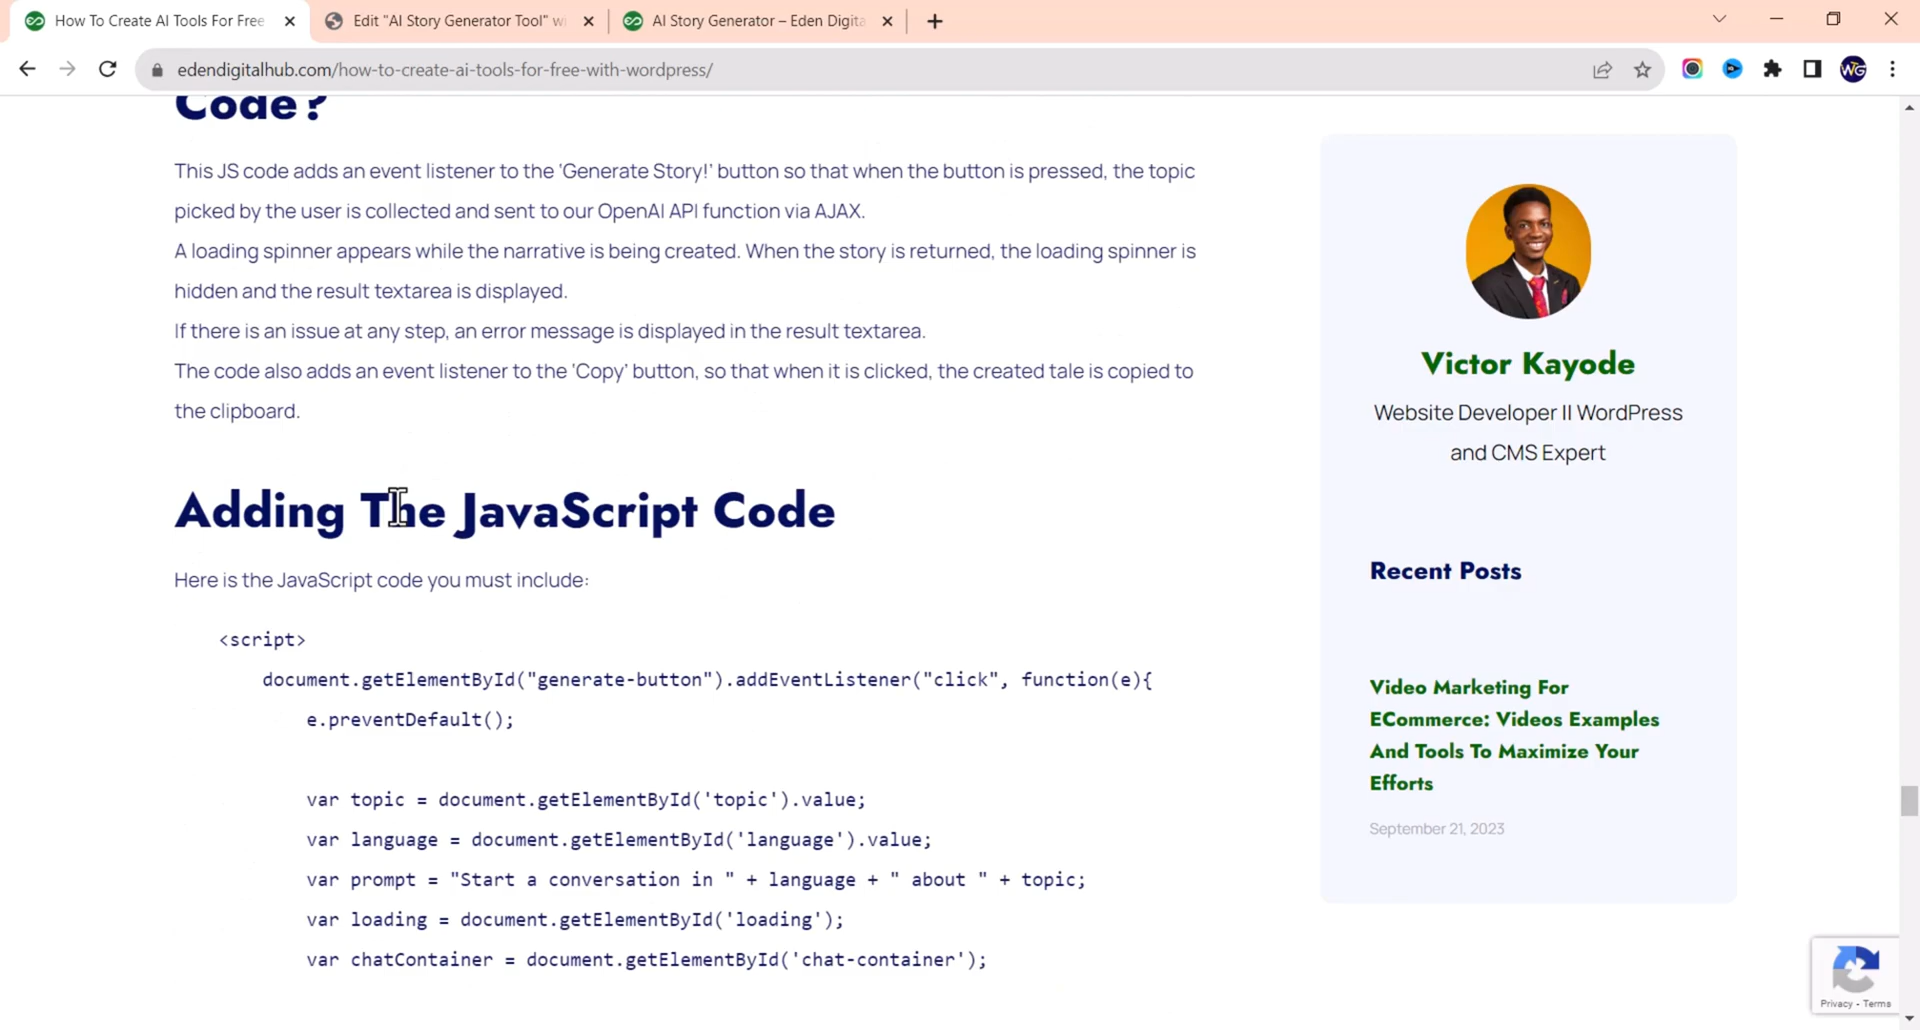 How To Create AI Tools For Free
Edit "AI Story Generator Tool" wi
AI Story Generator – Eden Digita
edendigitalhub.com/how-to-create-ai-tools-for-free-with-wordpress/
WG
Code?
This JS code adds an event listener to the ‘Generate Story!’ button so that when the button is pressed, the topic
picked by the user is collected and sent to our OpenAI API function via AJAX.
A loading spinner appears while the narrative is being created. When the story is returned, the loading spinner is
hidden and the result textarea is displayed.
If there is an issue at any step, an error message is displayed in the result textarea.
The code also adds an event listener to the ‘Copy’ button, so that when it is clicked, the created tale is copied to
the clipboard.
Adding The JavaScript Code
Here is the JavaScript code you must include:
<script>
document.getElementById("generate-button").addEventListener("click", function(e){
e.preventDefault();
var topic = document.getElementById('topic').value;
var language = document.getElementById('language').value;
var prompt = "Start a conversation in " + language + " about " + topic;
var loading = document.getElementById('loading');
var chatContainer = document.getElementById('chat-container');
Victor Kayode
Website Developer II WordPress
and CMS Expert
Recent Posts
Video Marketing For
ECommerce: Videos Examples
And Tools To Maximize Your
Efforts
September 21, 2023
Privacy - Terms